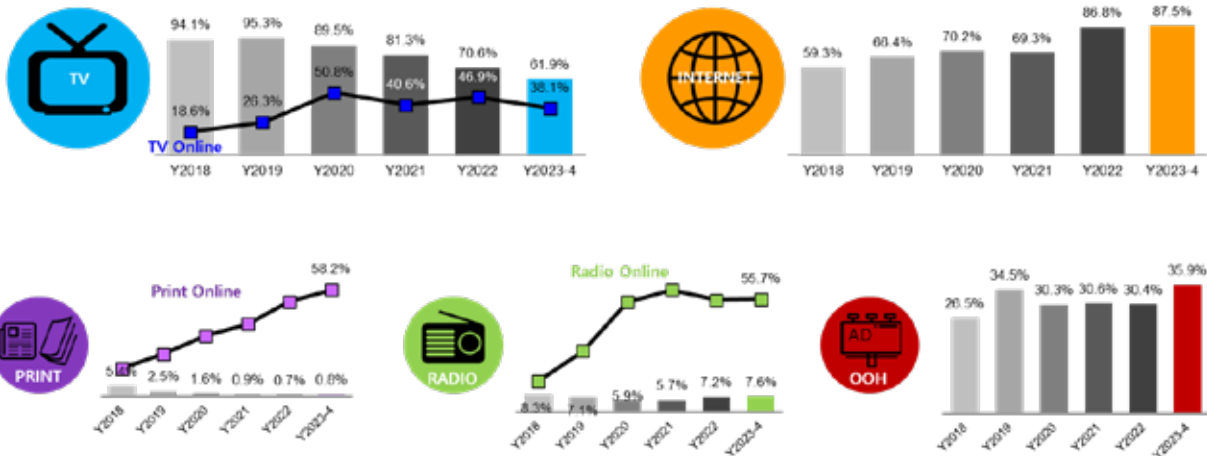 TV
94.1%
95.3%
89.5%
81.3%
70.6%
61.9%
18.6%
26.3%
50.8%
40.6%
46.9%
38.1%
TV Online
Y2018 Y2019 Y2020 Y2021 Y2022 Y2023-4
INTERNET
59.3%
66.4%
70.2%
69.3%
86.8%
87.5%
Y2018 Y2019 Y2020 Y2021 Y2022 Y2023-4
PRINT
Print Online
58.2%
2.5% 1.6% 0.9% 0.7% 0.8%
Y2018 Y2019 Y2020 Y2021 Y2022 Y2023-4
RADIO
Radio Online
55.7%
8.3% 7.1% 5.9% 5.7% 7.2% 7.6%
Y2018 Y2019 Y2020 Y2021 Y2022 Y2023-4
AD
OOH
26.5%
34.5%
30.3% 30.6% 30.4%
35.9%
Y2018 Y2019 Y2020 Y2021 Y2022 Y2023-4